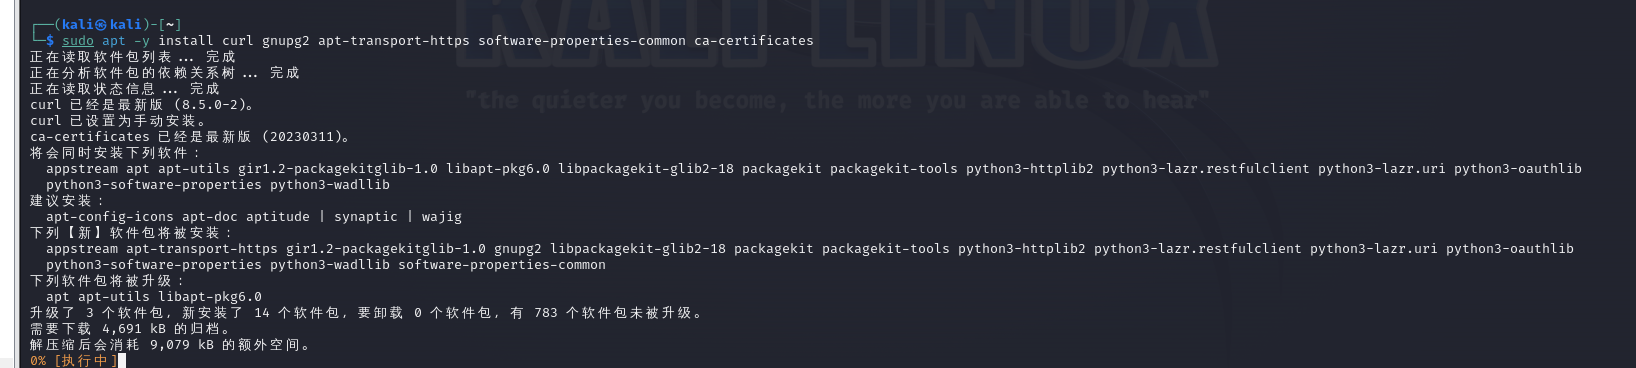 KALI LINUX
"the quieter you become, the more you are able to hear"
┌──(kali㉿kali)-[~]
└─$ sudo apt -y install curl gnupg2 apt-transport-https software-properties-common ca-certificates
正在读取软件包列表... 完成
正在分析软件包的依赖关系树... 完成
正在读取状态信息... 完成
curl 已经是最新版 (8.5.0-2)。
curl 已设置为手动安装。
ca-certificates 已经是最新版 (20230311)。
将会同时安装下列软件：
  appstream apt apt-utils gir1.2-packagekitglib-1.0 libapt-pkg6.0 libpackagekit-glib2-18 packagekit packagekit-tools python3-httplib2 python3-lazr.restfulclient python3-lazr.uri python3-oauthlib
  python3-software-properties python3-wadllib
建议安装：
  apt-config-icons apt-doc aptitude | synaptic | wajig
下列【新】软件包将被安装：
  appstream apt-transport-https gir1.2-packagekitglib-1.0 gnupg2 libpackagekit-glib2-18 packagekit packagekit-tools python3-httplib2 python3-lazr.restfulclient python3-lazr.uri python3-oauthlib
  python3-software-properties python3-wadllib software-properties-common
下列软件包将被升级：
  apt apt-utils libapt-pkg6.0
升级了 3 个软件包，新安装了 14 个软件包，要卸载 0 个软件包，有 783 个软件包未被升级。
需要下载 4,691 kB 的归档。
解压缩后会消耗 9,079 kB 的额外空间。
0% [执行中]